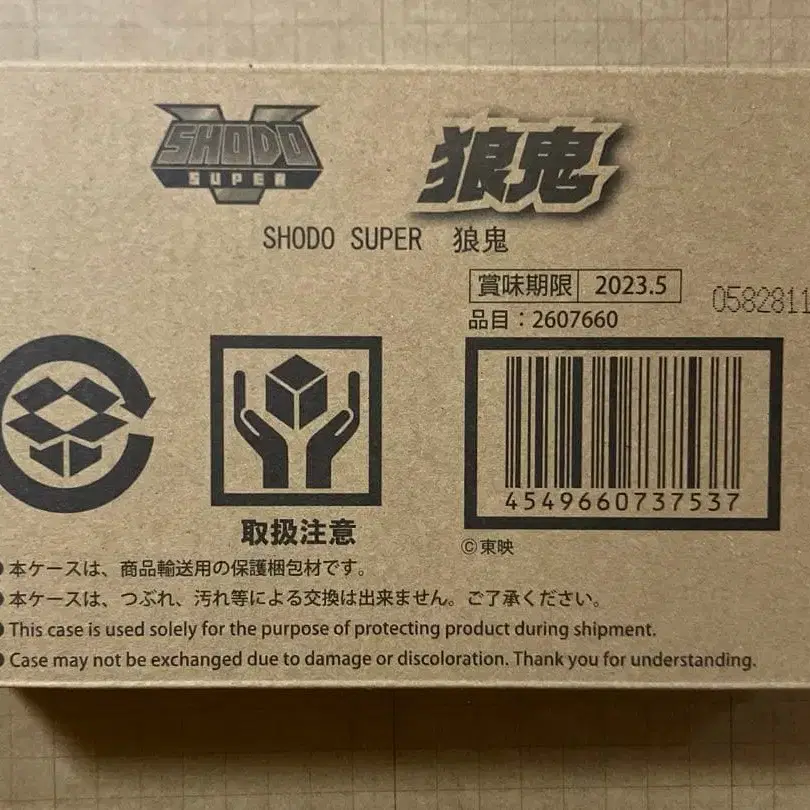 SHODO
SUPER
狼鬼
SHODO SUPER 狼鬼
賞味期限 2023.5
0582811
品目：2607660
4549660737537
取扱注意
©東映
●本ケースは、商品輸送用の保護梱包材です。
●本ケースは、つぶれ、汚れ等による交換は出来ません。ご了承ください。
●This case is used solely for the purpose of protecting product during shipment.
●Case may not be exchanged due to damage or discoloration. Thank you for understanding.